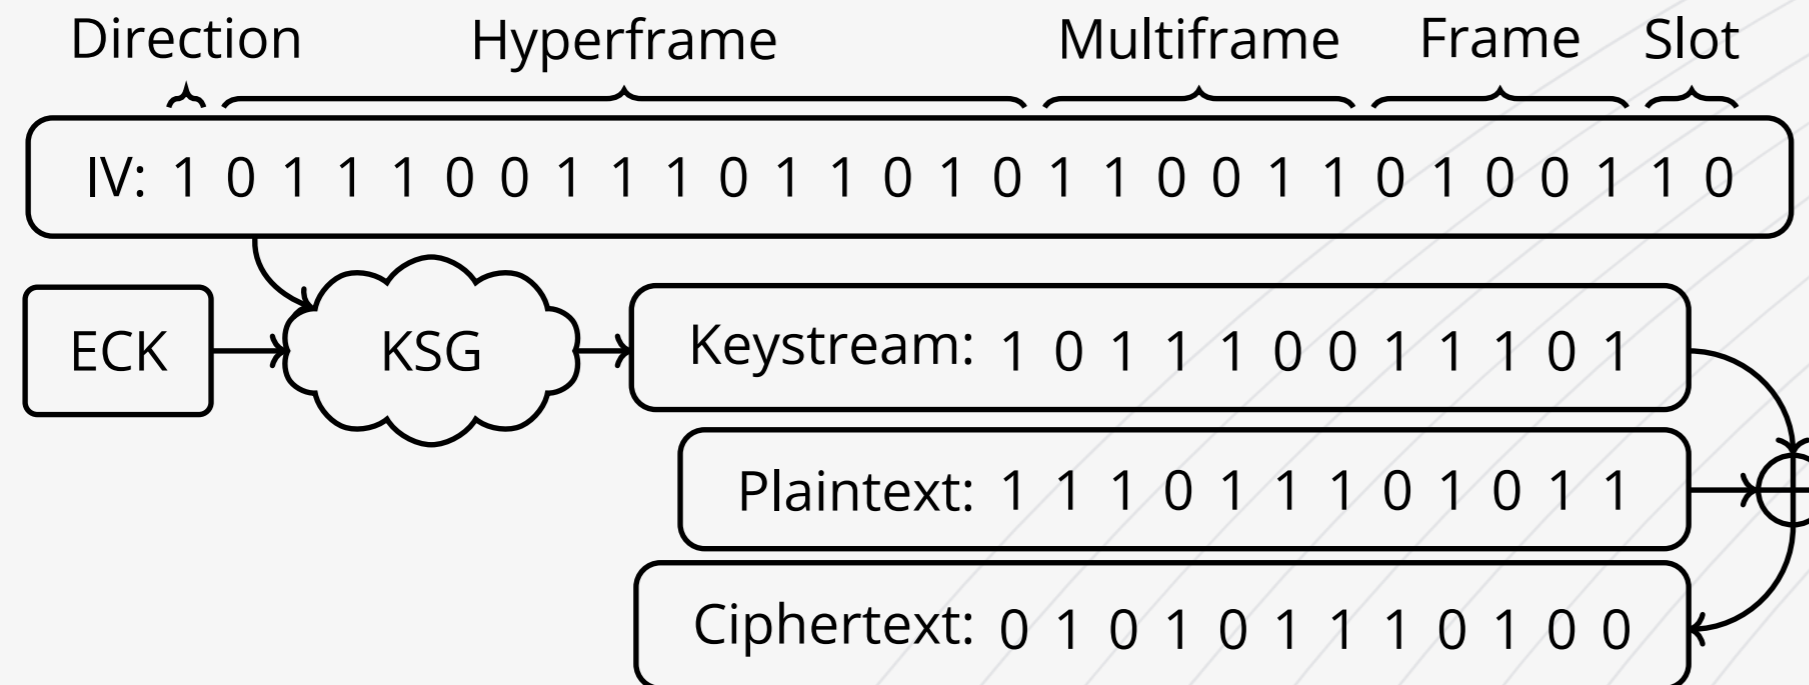 Direction Hyperframe Multiframe Frame Slot
IV: 1 0 1 1 1 0 0 1 1 1 0 1 1 0 1 0 1 1 0 0 1 1 0 1 0 0 1 1 0
ECK KSG Keystream: 1 0 1 1 1 0 0 1 1 1 0 1
Plaintext: 1 1 1 0 1 1 1 0 1 0 1 1
Ciphertext: 0 1 0 1 0 1 1 1 0 1 0 0